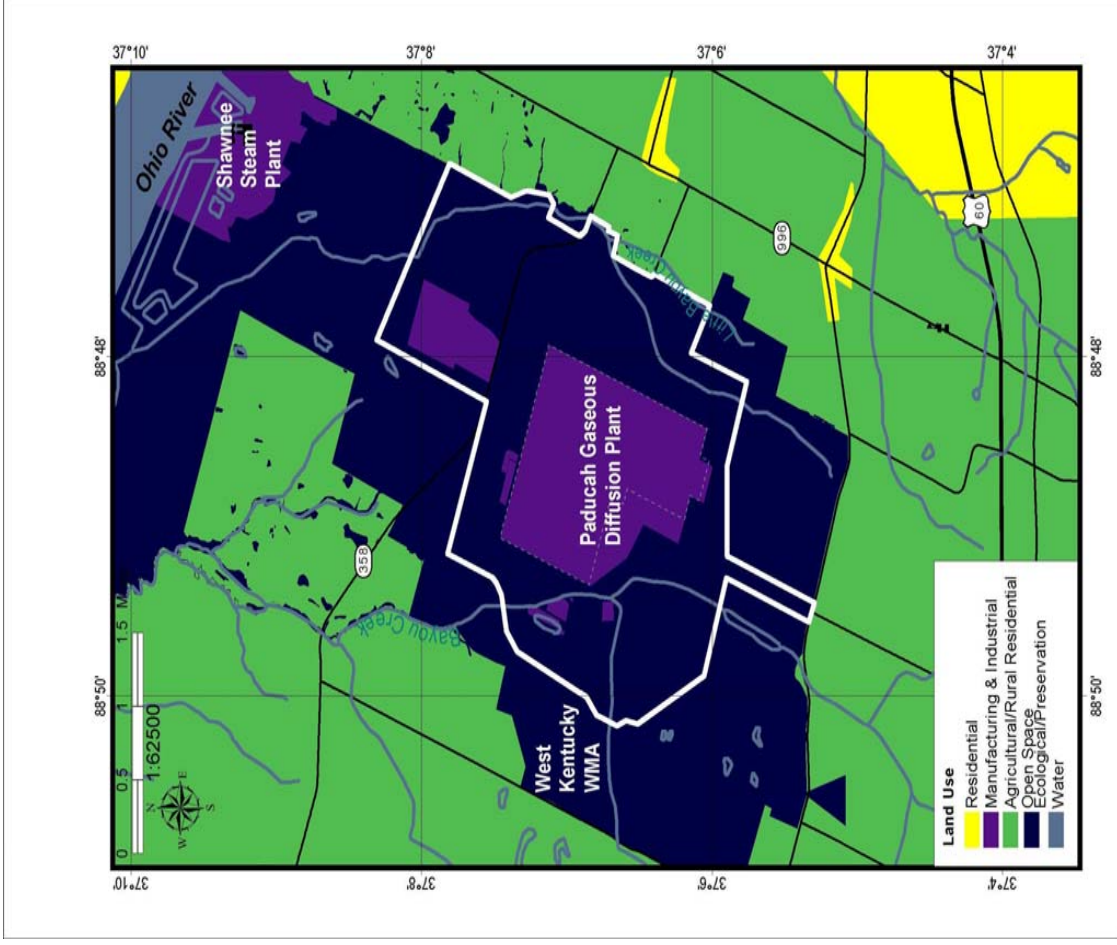 37°10'
37°8'
37°6'
37°4'
Ohio River
Shawnee
Steam
Plant
Little Bayou Creek
996
60
88°48'
88°48'
Paducah Gaseous
Diffusion Plant
358
Bayou Creek
88°50'
88°50'
West
Kentucky
WMA
0
0.5
1
1.5
M
1:62500
N
E
S
W
Land Use
Residential
Manufacturing & Industrial
Agricultural/Rural Residential
Open Space
Ecological/Preservation
Water
37°10'
37°8'
37°6'
37°4'